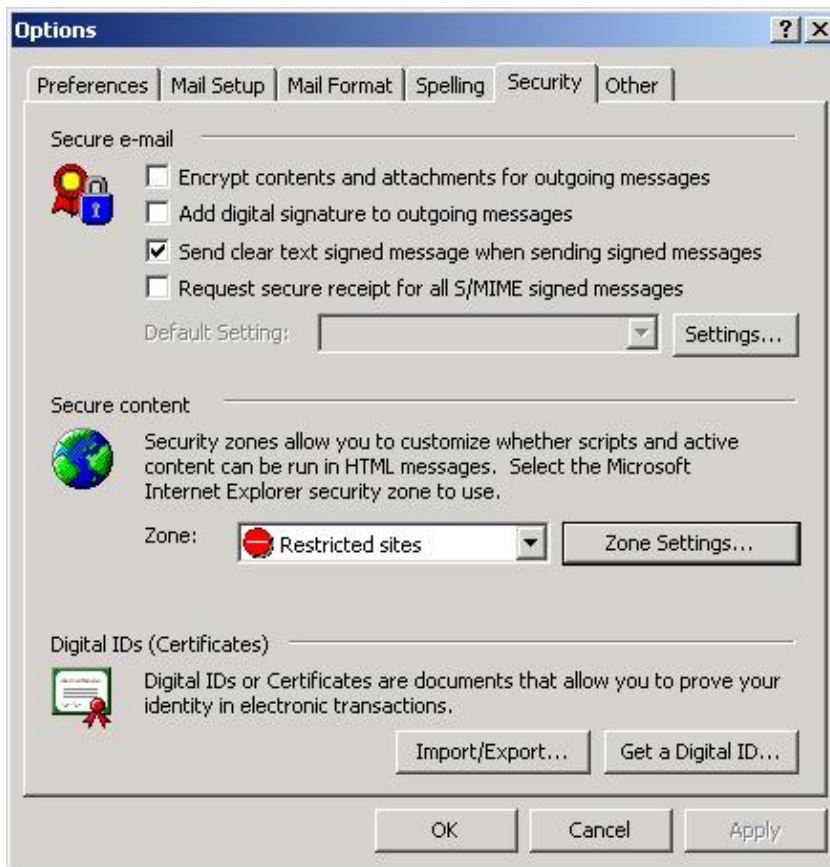 Options
Preferences Mail Setup Mail Format Spelling Security Other
Secure e-mail
Encrypt contents and attachments for outgoing messages
Add digital signature to outgoing messages
Send clear text signed message when sending signed messages
Request secure receipt for all S/MIME signed messages
Default Setting: Settings...
Secure content
Security zones allow you to customize whether scripts and active
content can be run in HTML messages. Select the Microsoft
Internet Explorer security zone to use.
Zone: Restricted sites Zone Settings...
Digital IDs (Certificates)
Digital IDs or Certificates are documents that allow you to prove your
identity in electronic transactions.
Import/Export... Get a Digital ID...
OK Cancel Apply